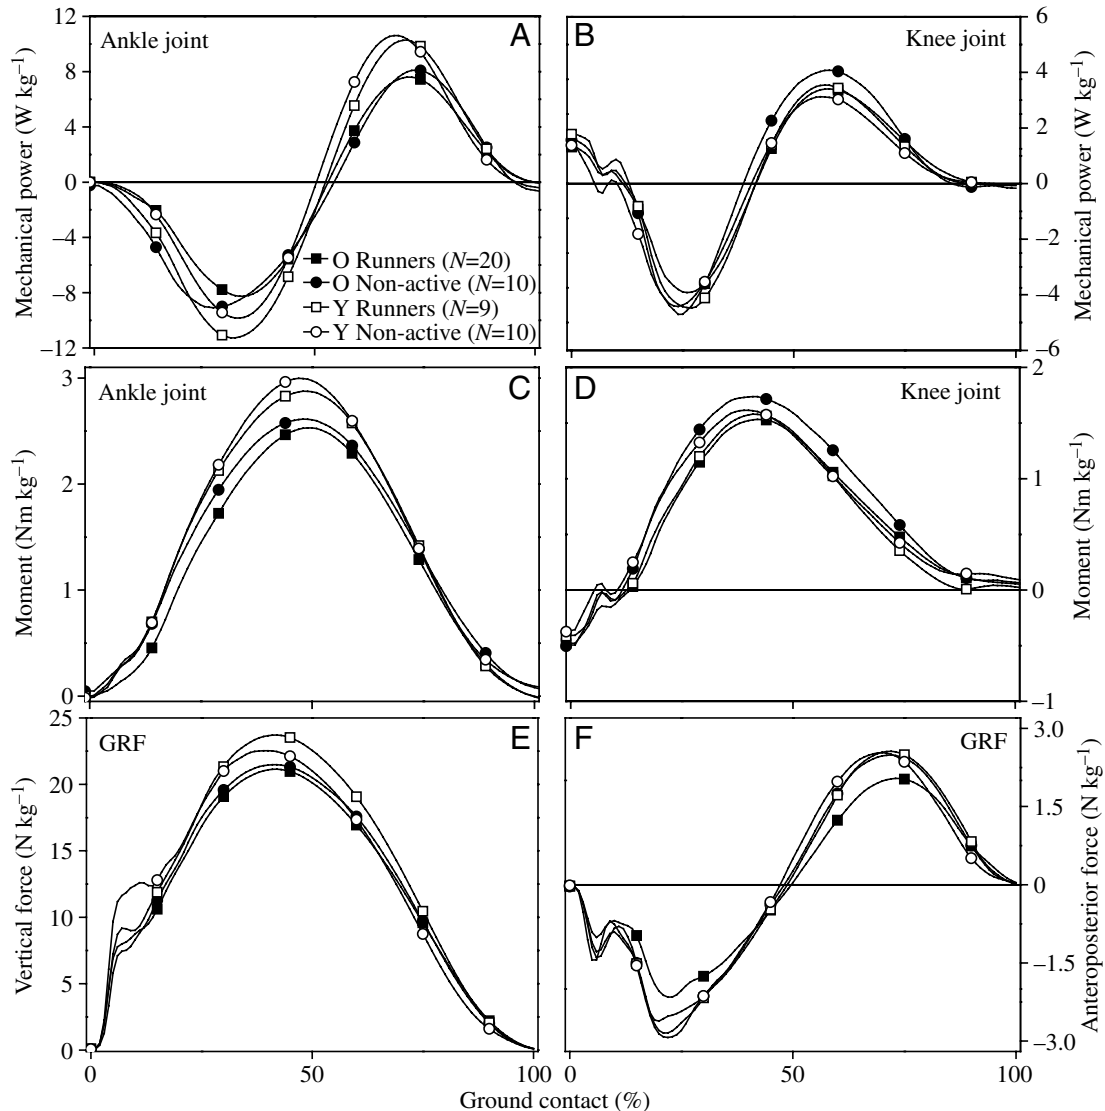 12
8
4
0
−4
−8
−12
Mechanical power (W kg−1)
Ankle joint
A
O Runners (N=20)
O Non-active (N=10)
Y Runners (N=9)
Y Non-active (N=10)
B
Knee joint
6
4
2
0
−2
−4
−6
Mechanical power (W kg−1)
3
2
1
0
Moment (Nm kg−1)
Ankle joint
C
D
Knee joint
2
1
0
−1
Moment (Nm kg−1)
25
20
15
10
5
0
Vertical force (N kg−1)
GRF
E
F
GRF
3.0
1.5
0
−1.5
−3.0
Anteroposterior force (N kg−1)
0
50
100
0
50
100
Ground contact (%)